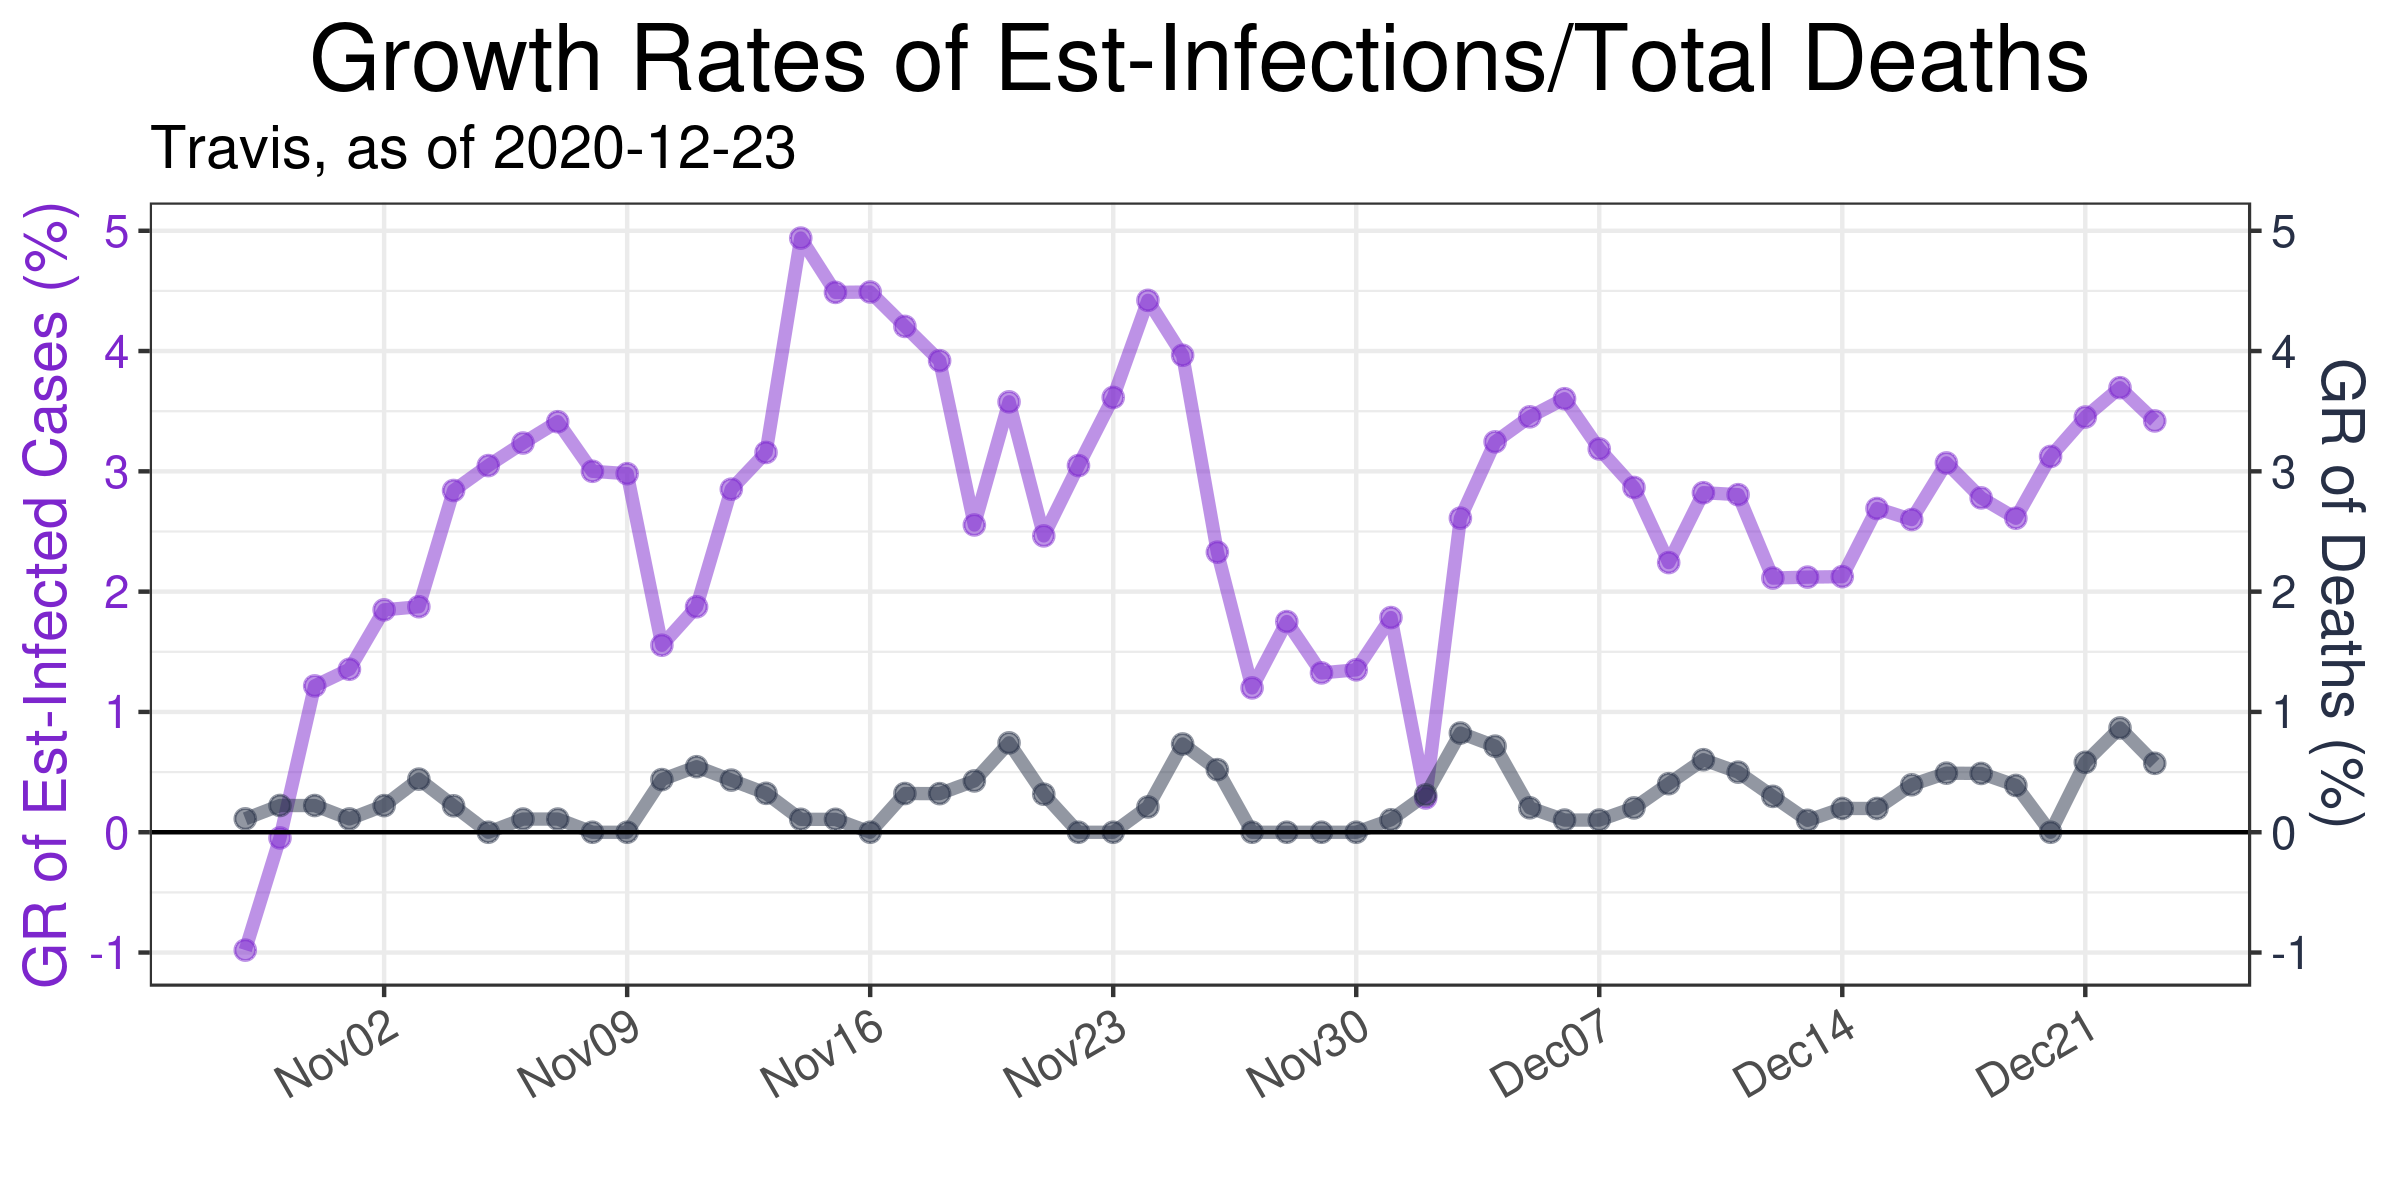 Growth Rates of Est-Infections/Total Deaths
Travis, as of 2020-12-23
GR of Est-Infected Cases (%)
5
4
3
2
1
0
-1
5
4
3
2
1
0
-1
GR of Deaths (%)
Nov02
Nov09
Nov16
Nov23
Nov30
Dec07
Dec14
Dec21